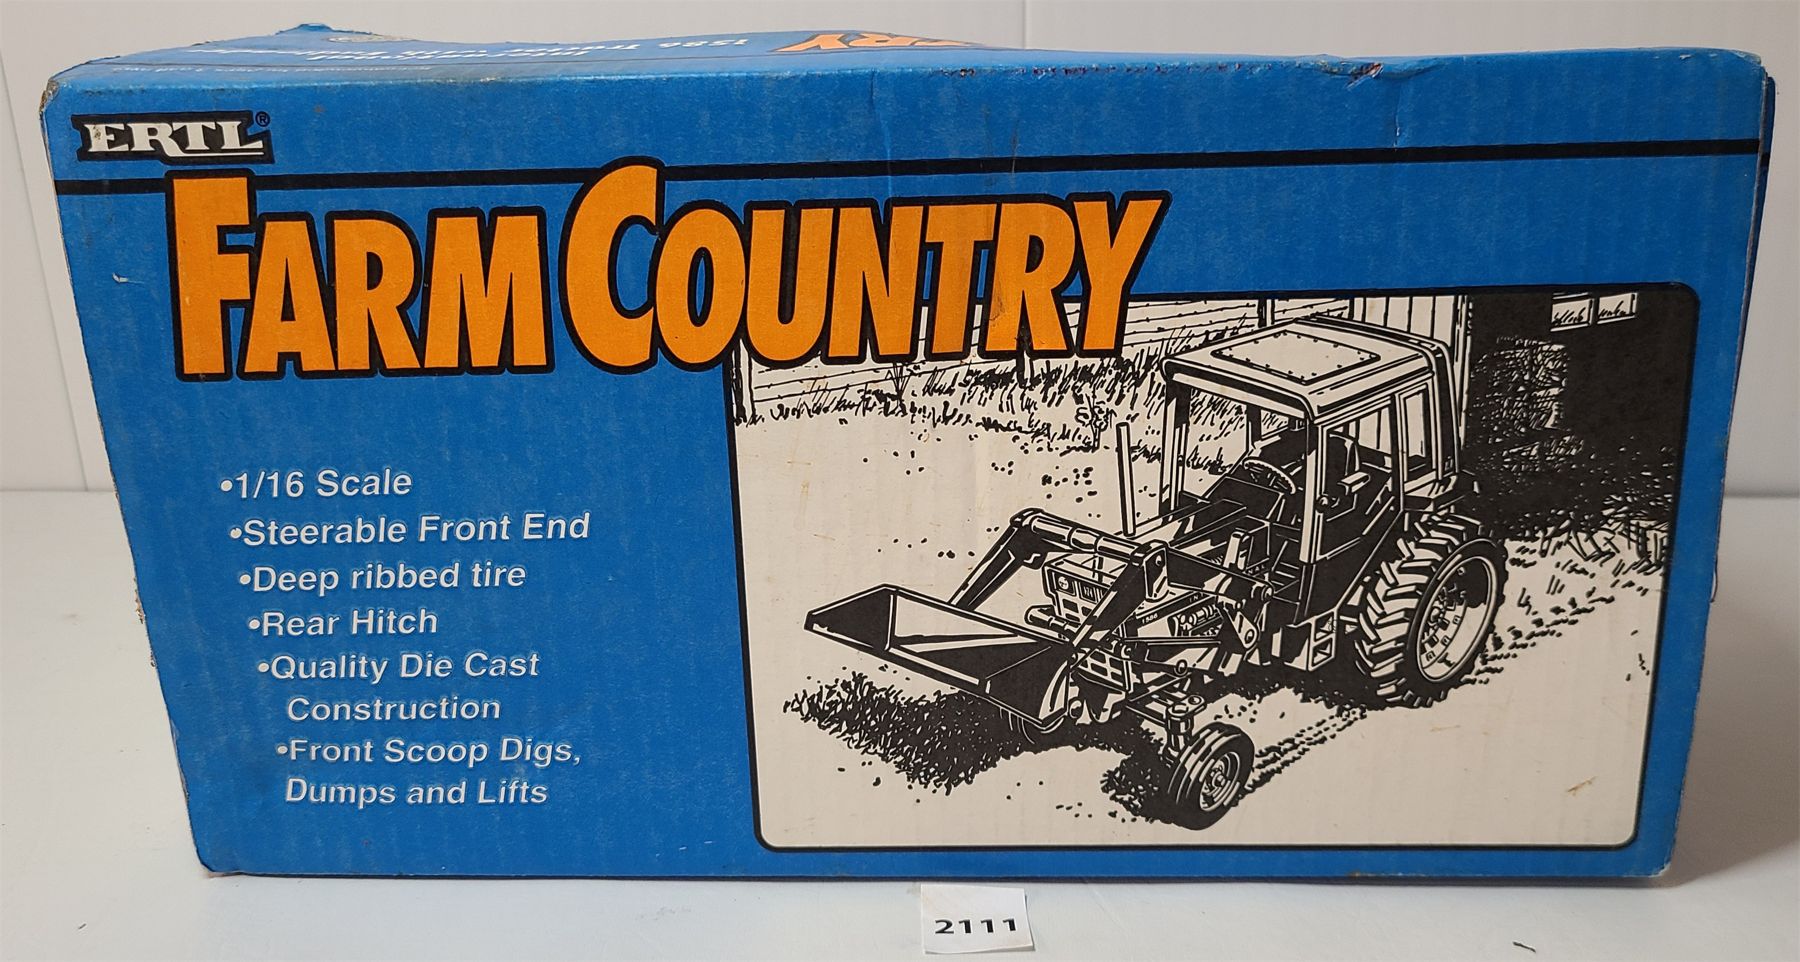 ERTL®
FARM COUNTRY
•1/16 Scale
•Steerable Front End
•Deep ribbed tire
•Rear Hitch
•Quality Die Cast
Construction
•Front Scoop Digs,
Dumps and Lifts
1586
2111